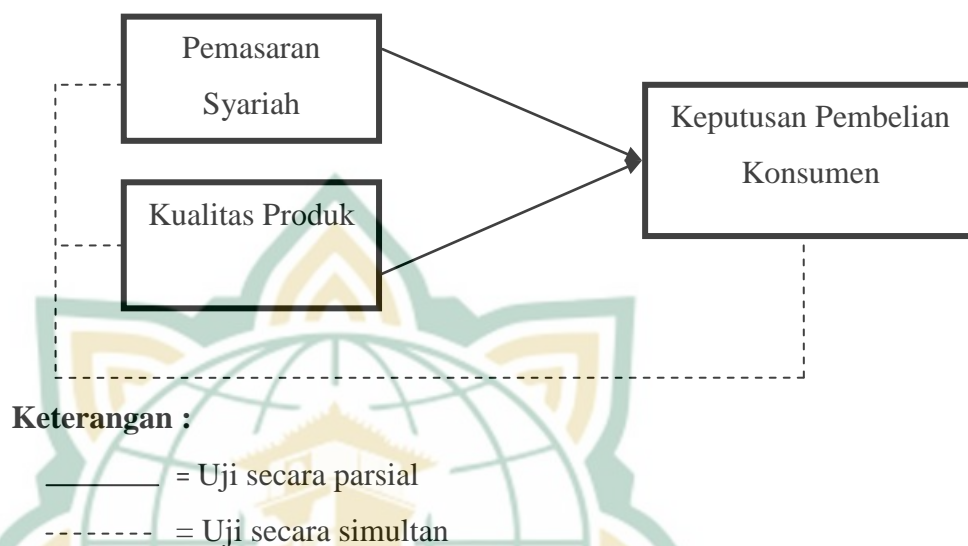 Pemasaran
Syariah
Keputusan Pembelian
Konsumen
Kualitas Produk
Keterangan :
= Uji secara parsial
= Uji secara simultan